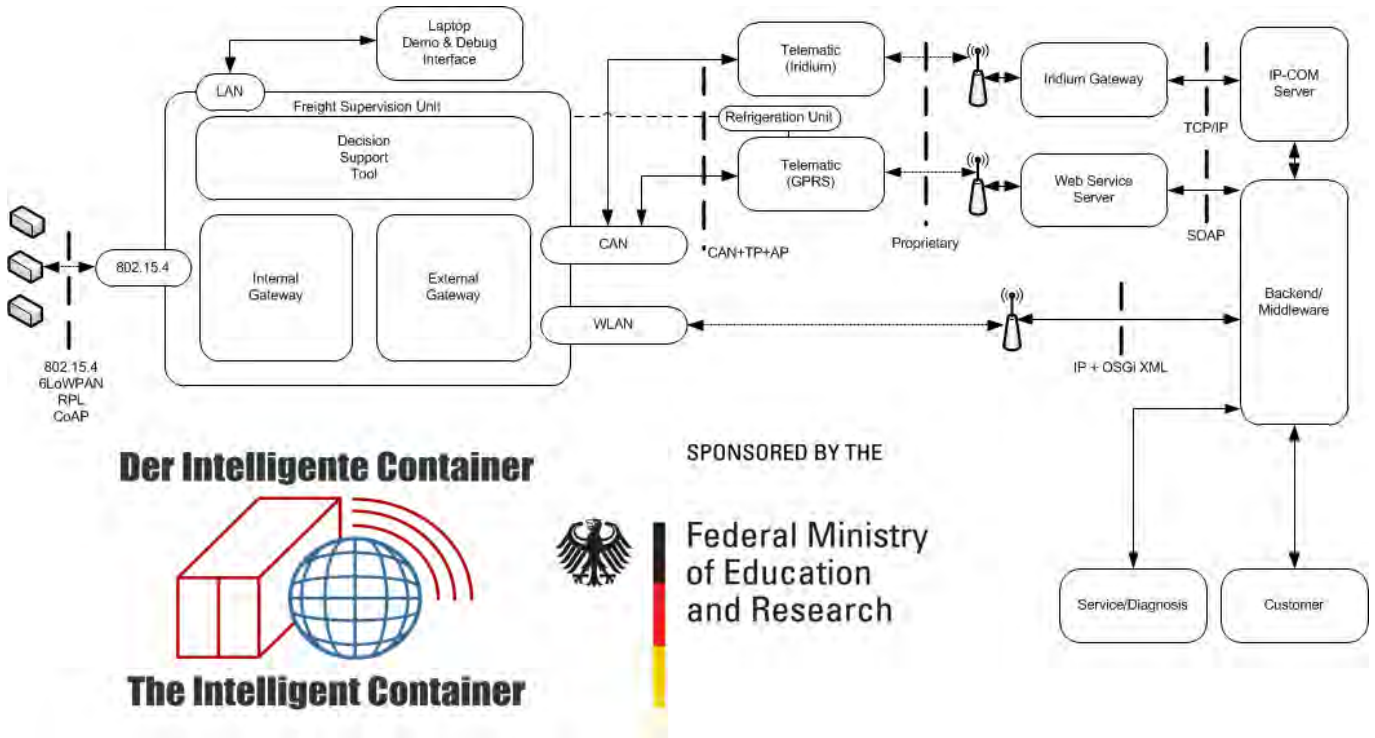 Laptop
Demo & Debug
Interface
LAN
Freight Supervision Unit
Decision
Support
Tool
802.15.4
Internal
Gateway
External
Gateway
CAN
WLAN
802.15.4
6LoWPAN
RPL
CoAP
Telematic
(Iridium)
Refrigeration Unit
Telematic
(GPRS)
CAN+TP+AP
Proprietary
Iridium Gateway
Web Service
Server
TCP/IP
SOAP
IP-COM
Server
Backend/
Middleware
IP + OSGi XML
Service/Diagnosis
Customer
Der Intelligente Container
The Intelligent Container
SPONSORED BY THE
Federal Ministry
of Education
and Research